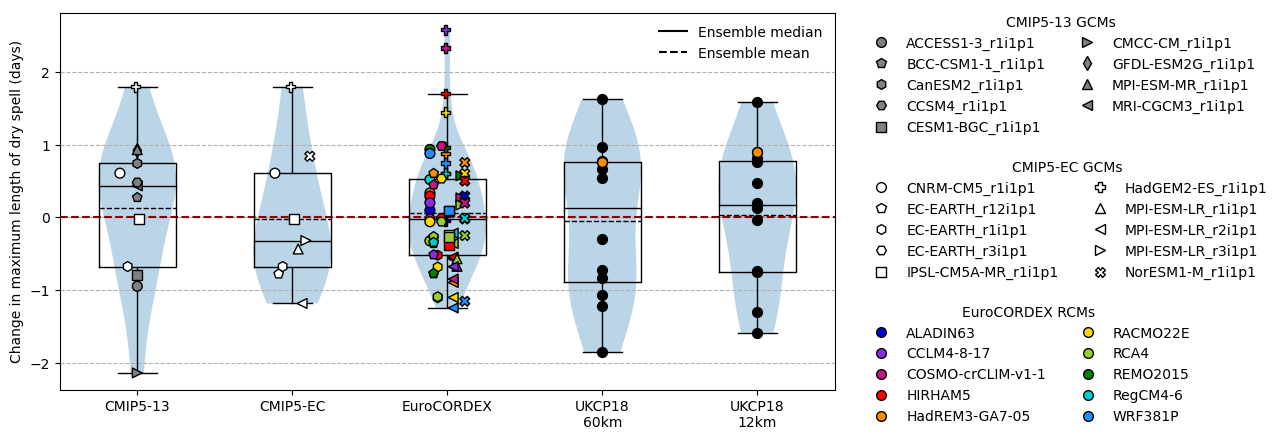 Change in maximum length of dry spell (days)
2
1
0
−1
−2
Ensemble median
Ensemble mean
CMIP5-13
CMIP5-EC
EuroCORDEX
UKCP18
60km
UKCP18
12km
CMIP5-13 GCMs
ACCESS1-3_r1i1p1
BCC-CSM1-1_r1i1p1
CanESM2_r1i1p1
CCSM4_r1i1p1
CESM1-BGC_r1i1p1
CMCC-CM_r1i1p1
GFDL-ESM2G_r1i1p1
MPI-ESM-MR_r1i1p1
MRI-CGCM3_r1i1p1
CMIP5-EC GCMs
CNRM-CM5_r1i1p1
EC-EARTH_r12i1p1
EC-EARTH_r1i1p1
EC-EARTH_r3i1p1
IPSL-CM5A-MR_r1i1p1
HadGEM2-ES_r1i1p1
MPI-ESM-LR_r1i1p1
MPI-ESM-LR_r2i1p1
MPI-ESM-LR_r3i1p1
NorESM1-M_r1i1p1
EuroCORDEX RCMs
ALADIN63
CCLM4-8-17
COSMO-crCLIM-v1-1
HIRHAM5
HadREM3-GA7-05
RACMO22E
RCA4
REMO2015
RegCM4-6
WRF381P